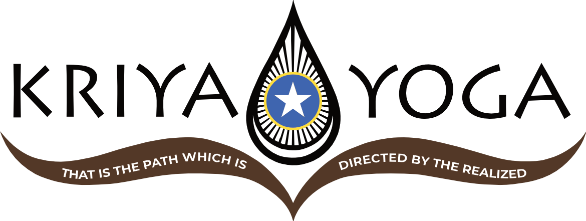 KRIYA YOGA
THAT IS THE PATH WHICH IS DIRECTED BY THE REALIZED